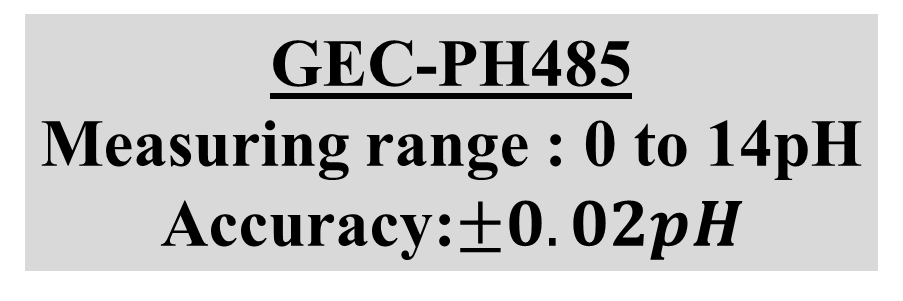 GEC-PH485
Measuring range : 0 to 14pH
Accuracy:±0.02pH